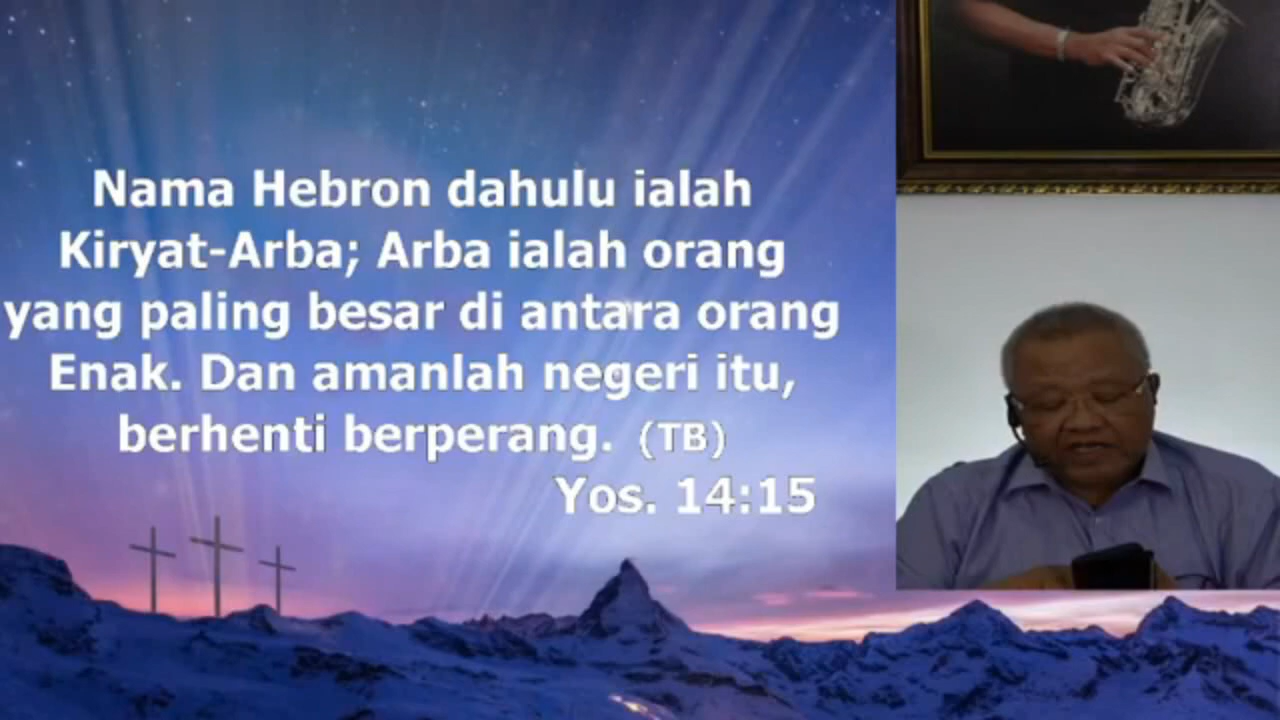 Nama Hebron dahulu ialah
Kiryat-Arba; Arba ialah orang
yang paling besar di antara orang
Enak. Dan amanlah negeri itu,
berhenti berperang. (TB)
Yos. 14:15